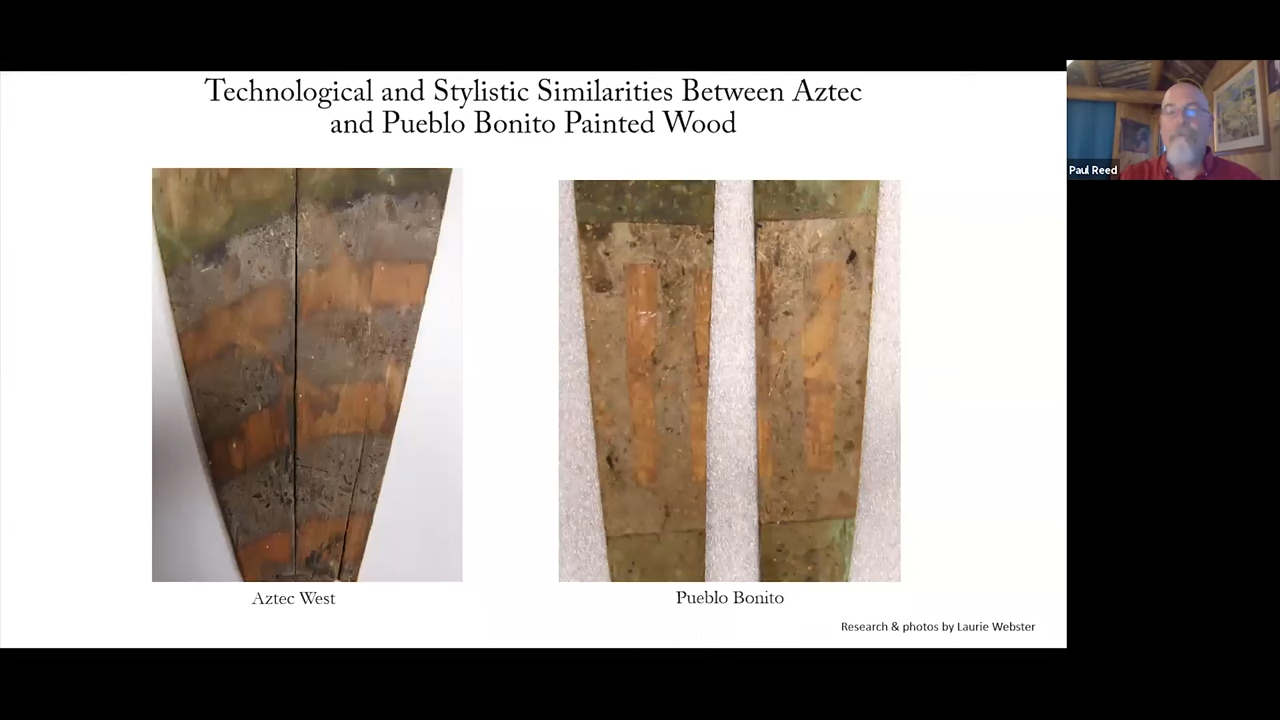 Technological and Stylistic Similarities Between Aztec
and Pueblo Bonito Painted Wood
Paul Reed
Aztec West
Pueblo Bonito
Research & photos by Laurie Webster